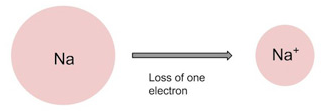 Na
Loss of one
electron
Na⁺